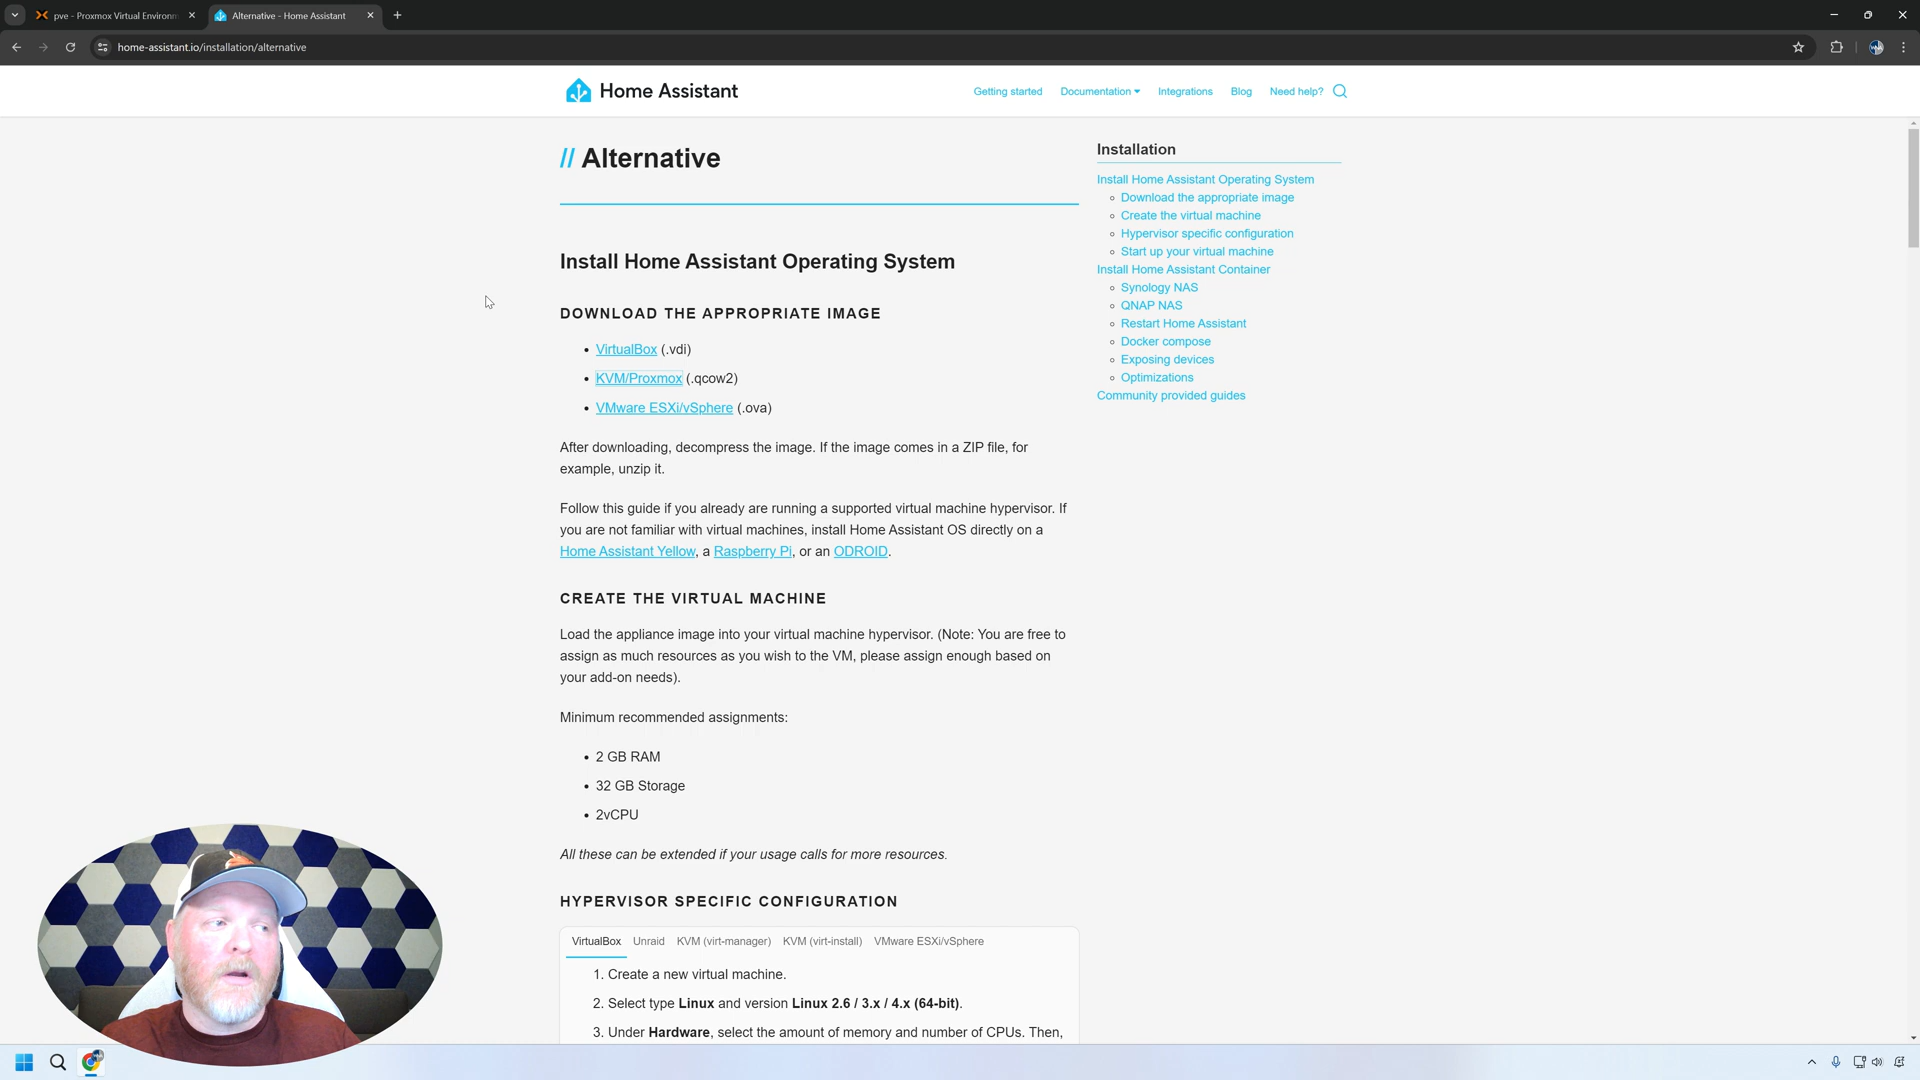 pve - Proxmox Virtual Environm
Alternative - Home Assistant
home-assistant.io/installation/alternative
Home Assistant
Getting started
Documentation
Integrations
Blog
Need help?
// Alternative
Install Home Assistant Operating System
DOWNLOAD THE APPROPRIATE IMAGE
• VirtualBox (.vdi)
• KVM/Proxmox (.qcow2)
• VMware ESXi/vSphere (.ova)
After downloading, decompress the image. If the image comes in a ZIP file, for
example, unzip it.
Follow this guide if you already are running a supported virtual machine hypervisor. If
you are not familiar with virtual machines, install Home Assistant OS directly on a
Home Assistant Yellow, a Raspberry Pi, or an ODROID.
CREATE THE VIRTUAL MACHINE
Load the appliance image into your virtual machine hypervisor. (Note: You are free to
assign as much resources as you wish to the VM, please assign enough based on
your add-on needs).
Minimum recommended assignments:
• 2 GB RAM
• 32 GB Storage
• 2vCPU
All these can be extended if your usage calls for more resources.
HYPERVISOR SPECIFIC CONFIGURATION
VirtualBox Unraid KVM (virt-manager) KVM (virt-install) VMware ESXi/vSphere
1. Create a new virtual machine.
2. Select type Linux and version Linux 2.6 / 3.x / 4.x (64-bit).
3. Under Hardware, select the amount of memory and number of CPUs. Then,
Installation
Install Home Assistant Operating System
Download the appropriate image
Create the virtual machine
Hypervisor specific configuration
Start up your virtual machine
Install Home Assistant Container
Synology NAS
QNAP NAS
Restart Home Assistant
Docker compose
Exposing devices
Optimizations
Community provided guides